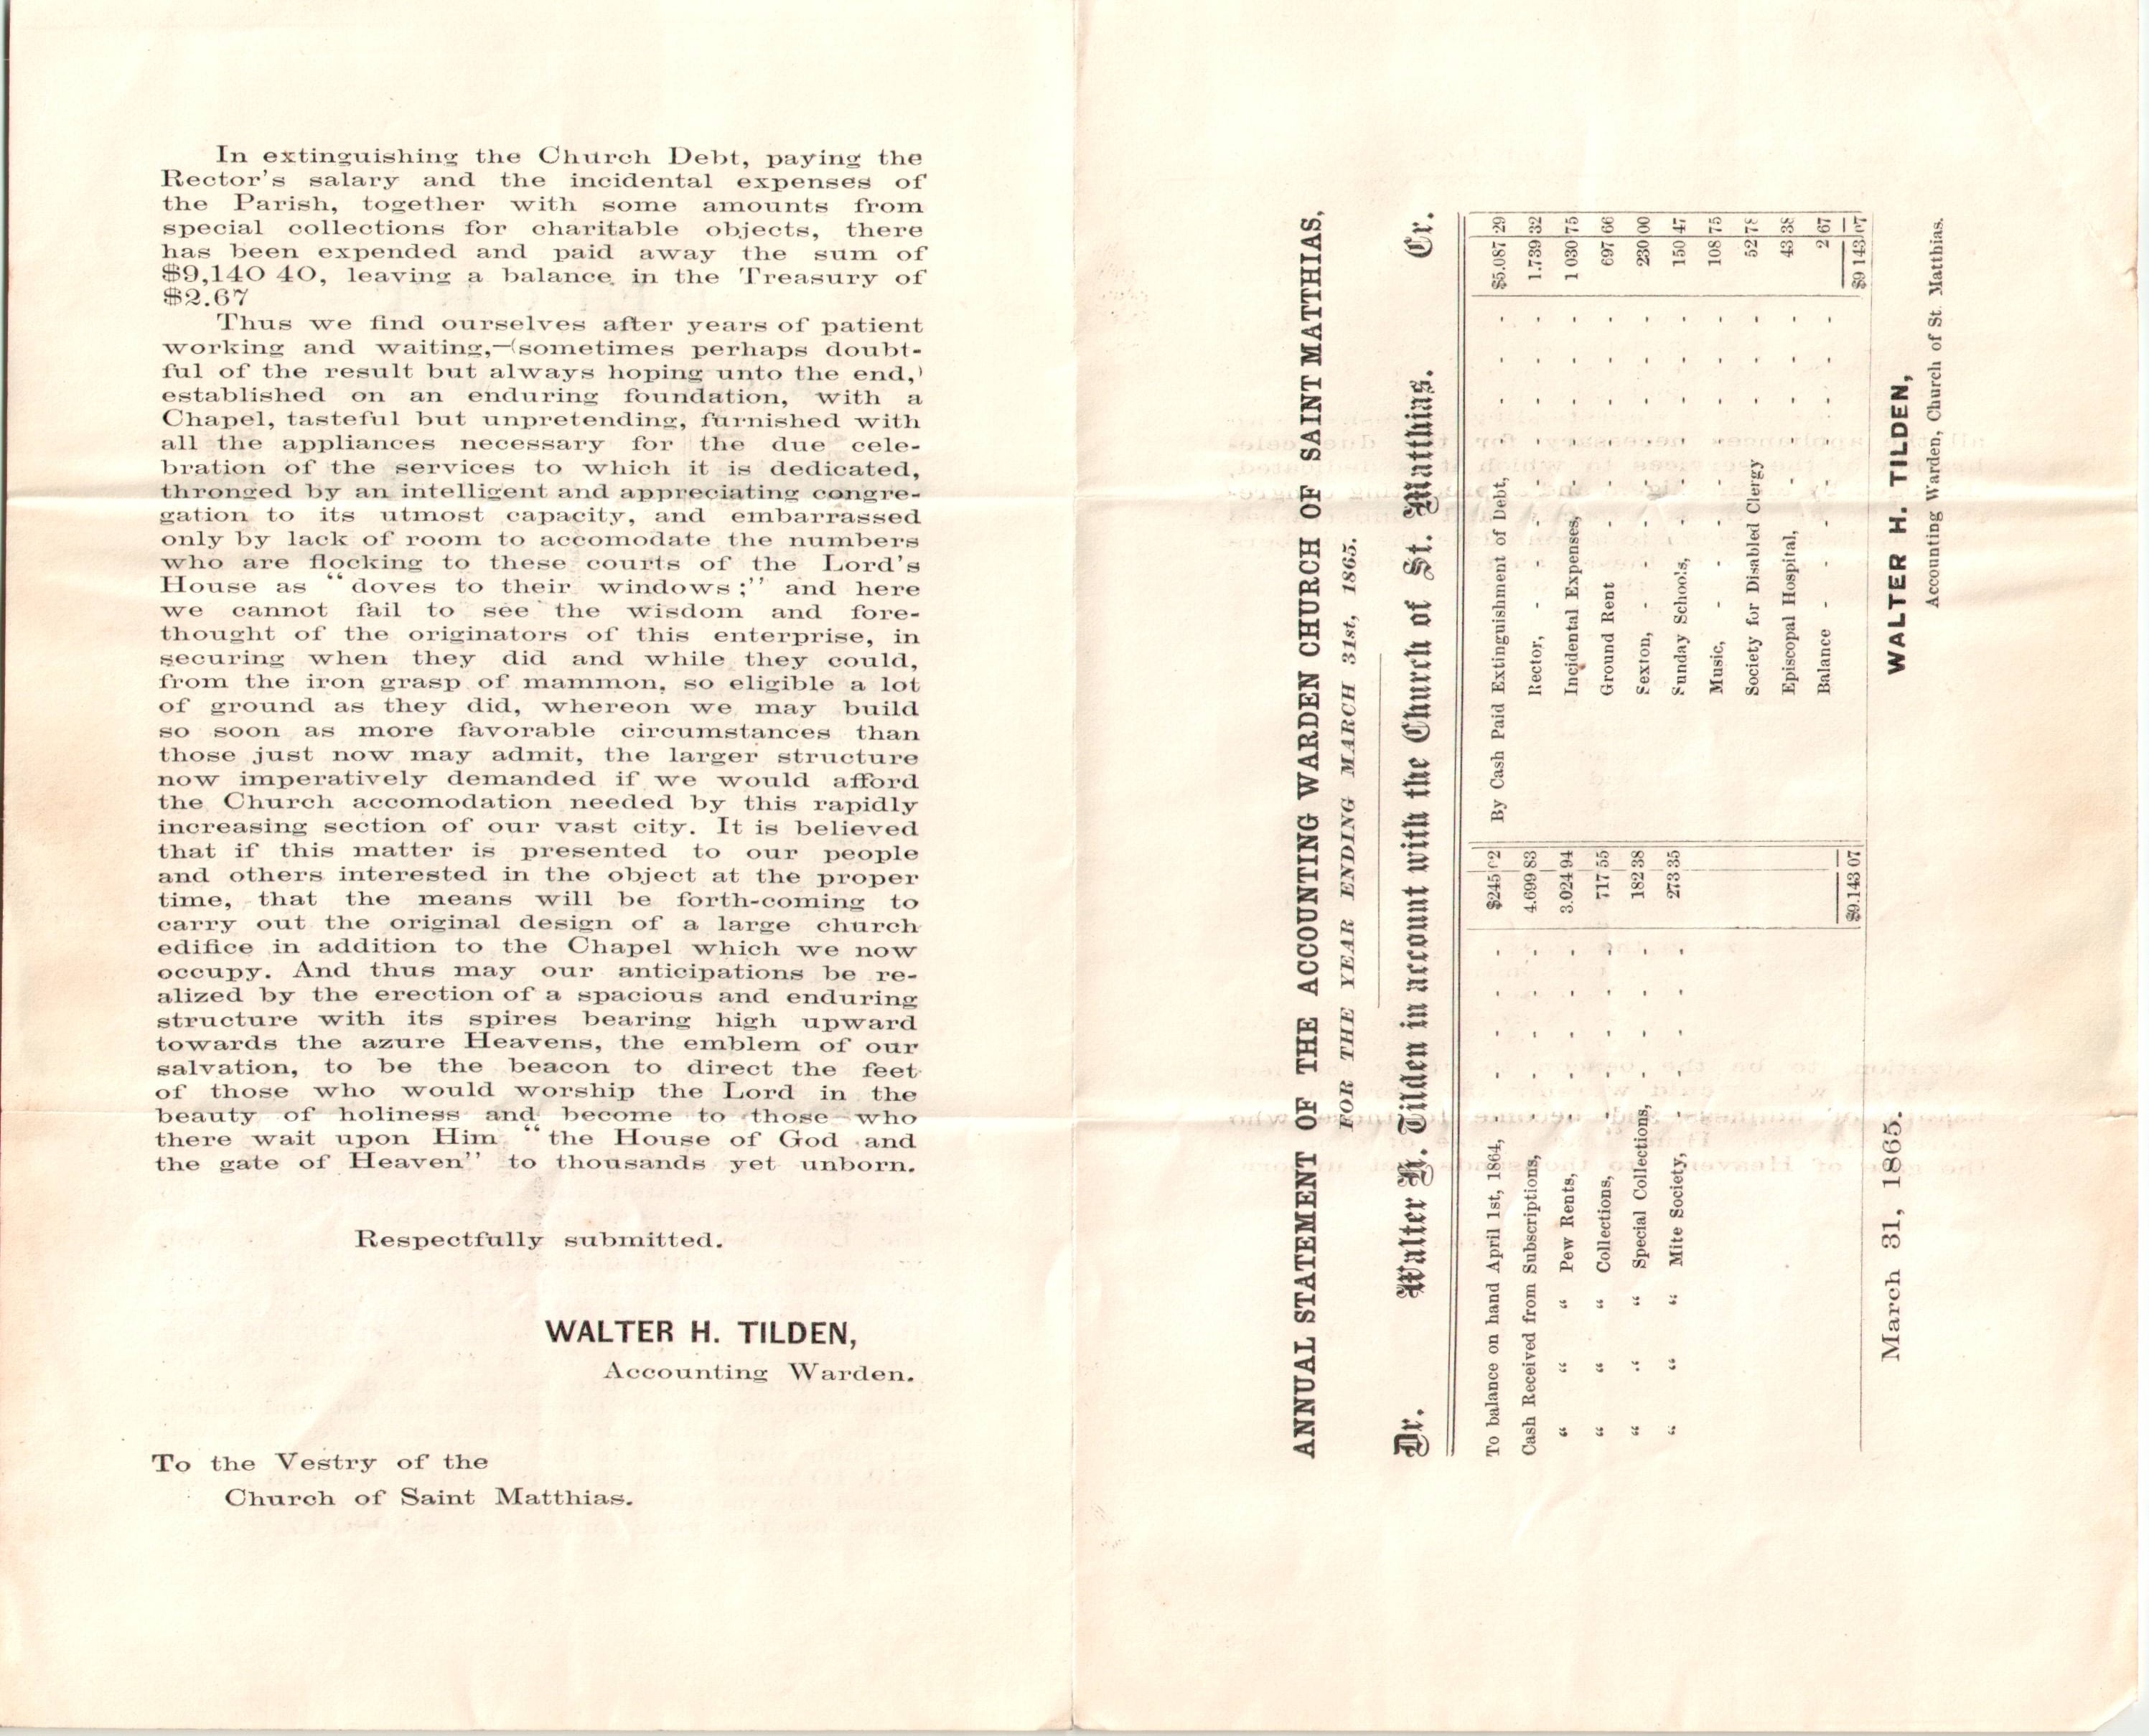 In extinguishing the Church Debt, paying the
Rector's salary and the incidental expenses of
the Parish, together with some amounts from
special collections for charitable objects, there
has been expended and paid away the sum of
$9,140 40, leaving a balance in the Treasury of
$2.67
Thus we find ourselves after years of patient
working and waiting,—(sometimes perhaps doubt-
ful of the result but always hoping unto the end,)
established on an enduring foundation, with a
Chapel, tasteful but unpretending, furnished with
all the appliances necessary for the due cele-
bration of the services to which it is dedicated,
thronged by an intelligent and appreciating congre-
gation to its utmost capacity, and embarrassed
only by lack of room to accomodate the numbers
who are flocking to these courts of the Lord's
House as "doves to their windows;" and here
we cannot fail to see the wisdom and fore-
thought of the originators of this enterprise, in
securing when they did and while they could,
from the iron grasp of mammon, so eligible a lot
of ground as they did, whereon we may build
so soon as more favorable circumstances than
those just now may admit, the larger structure
now imperatively demanded if we would afford
the Church accomodation needed by this rapidly
increasing section of our vast city. It is believed
that if this matter is presented to our people
and others interested in the object at the proper
time, that the means will be forth-coming to
carry out the original design of a large church
edifice in addition to the Chapel which we now
occupy. And thus may our anticipations be re-
alized by the erection of a spacious and enduring
structure with its spires bearing high upward
towards the azure Heavens, the emblem of our
salvation, to be the beacon to direct the feet
of those who would worship the Lord in the
beauty of holiness and become to those who
there wait upon Him "the House of God and
the gate of Heaven" to thousands yet unborn.
Respectfully submitted.
WALTER H. TILDEN,
Accounting Warden.
To the Vestry of the
Church of Saint Matthias.
ANNUAL STATEMENT OF THE ACCOUNTING WARDEN CHURCH OF SAINT MATTHIAS,
FOR THE YEAR ENDING MARCH 31st, 1865.
Dr. Walter H. Tilden in account with the Church of St. Matthias. Cr.
To balance on hand April 1st, 1864, $245 02
Cash Received from Subscriptions, 4.699 83
" " " Pew Rents, 3.024 94
" " " Collections, 717 55
" " " Special Collections, 182 38
" " " Mite Society, 273 35
$9.143 07
By Cash Paid Extinguishment of Debt, $5.087 29
Rector, 1.739 32
Incidental Expenses, 1 030 75
Ground Rent 697 66
Sexton, 230 00
Sunday Schools, 150 47
Music, 108 75
Society for Disabled Clergy 52 78
Episcopal Hospital, 43 38
Balance 2 67
$9 143 07
March 31, 1865.
WALTER H. TILDEN,
Accounting Warden, Church of St. Matthias.